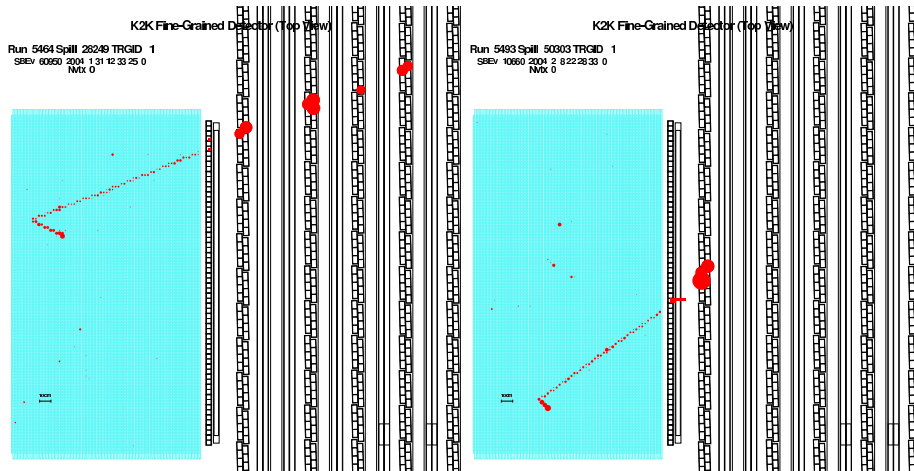 K2K Fine-Grained Detector (Top View)
Run 5464 Spill 28249 TRGID 1
SBEv 60950 2004 1 31 12 33 25 0
Nvtx 0
10cm
K2K Fine-Grained Detector (Top View)
Run 5493 Spill 50303 TRGID 1
SBEv 10660 2004 2 8 22 28 33 0
Nvtx 0
10cm